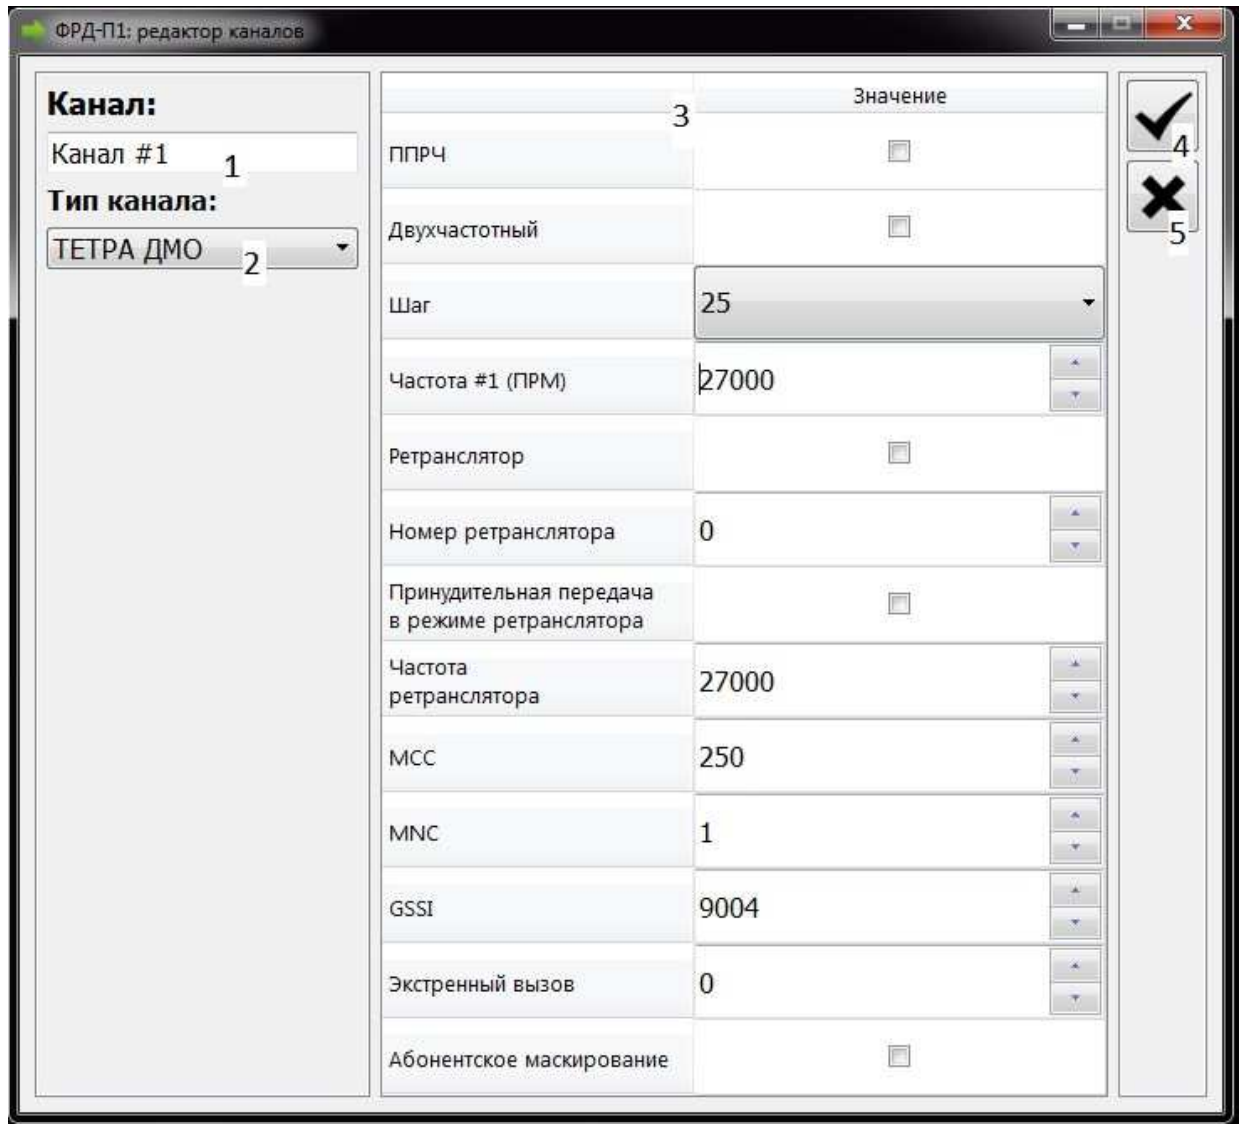 ФРД-П1: редактор каналов
Канал:
Канал #1
1
Тип канала:
ТЕТРА ДМО
2
3
Значение
ППРЧ
Двухчастотный
Шаг
25
Частота #1 (ПРМ)
27000
Ретранслятор
Номер ретранслятора
0
Принудительная передача
в режиме ретранслятора
Частота
ретранслятора
27000
MCC
250
MNC
1
GSSI
9004
Экстренный вызов
0
Абонентское маскирование
4
5